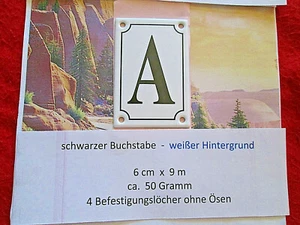 A
schwarzer Buchstabe - weißer Hintergrund
6 cm x 9 m
ca. 50 Gramm
4 Befestigungslöcher ohne Ösen